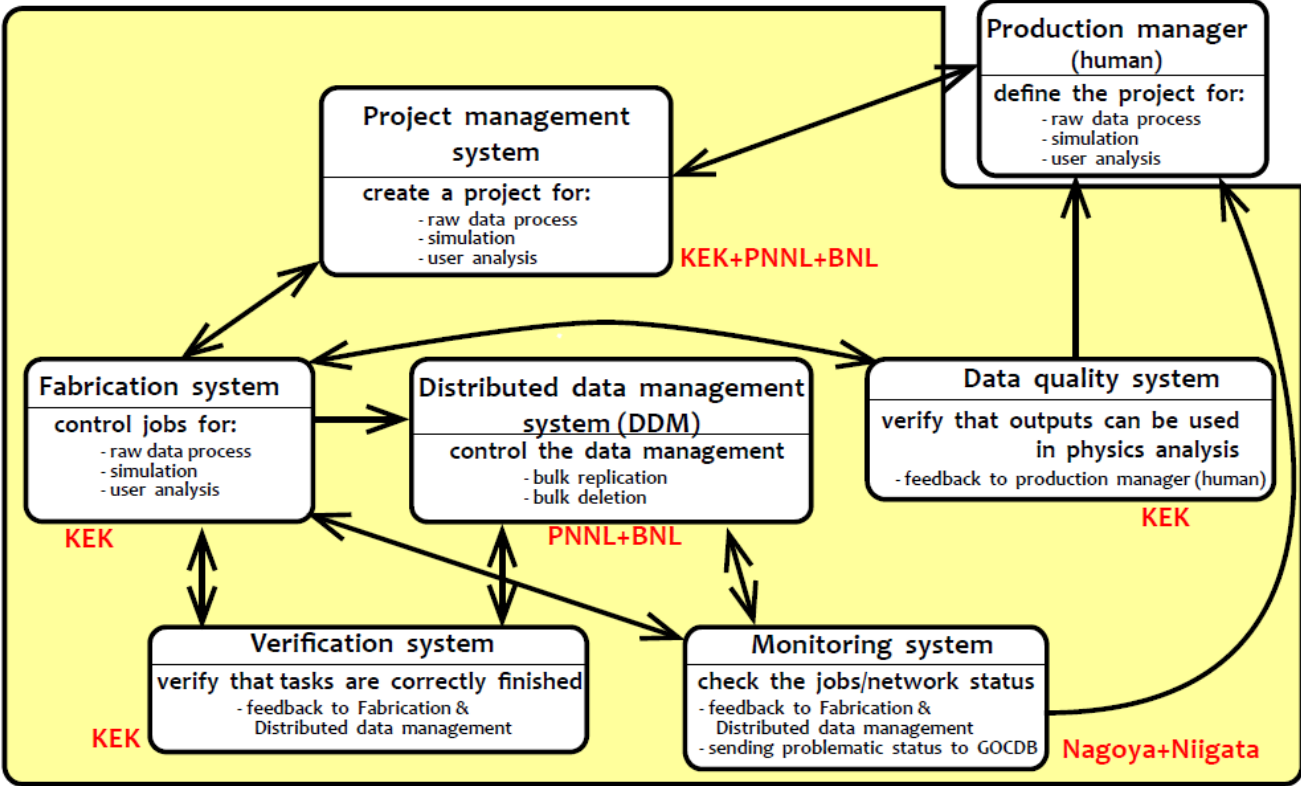 Production manager
(human)
define the project for:
- raw data process
- simulation
- user analysis
Project management
system
create a project for:
- raw data process
- simulation
- user analysis
KEK+PNNL+BNL
Fabrication system
control jobs for:
- raw data process
- simulation
- user analysis
KEK
Distributed data management
system (DDM)
control the data management
- bulk replication
- bulk deletion
PNNL+BNL
Data quality system
verify that outputs can be used
in physics analysis
- feedback to production manager (human)
KEK
Verification system
verify that tasks are correctly finished
- feedback to Fabrication &
Distributed data management
KEK
Monitoring system
check the jobs/network status
- feedback to Fabrication &
Distributed data management
- sending problematic status to GOCDB
Nagoya+Niigata